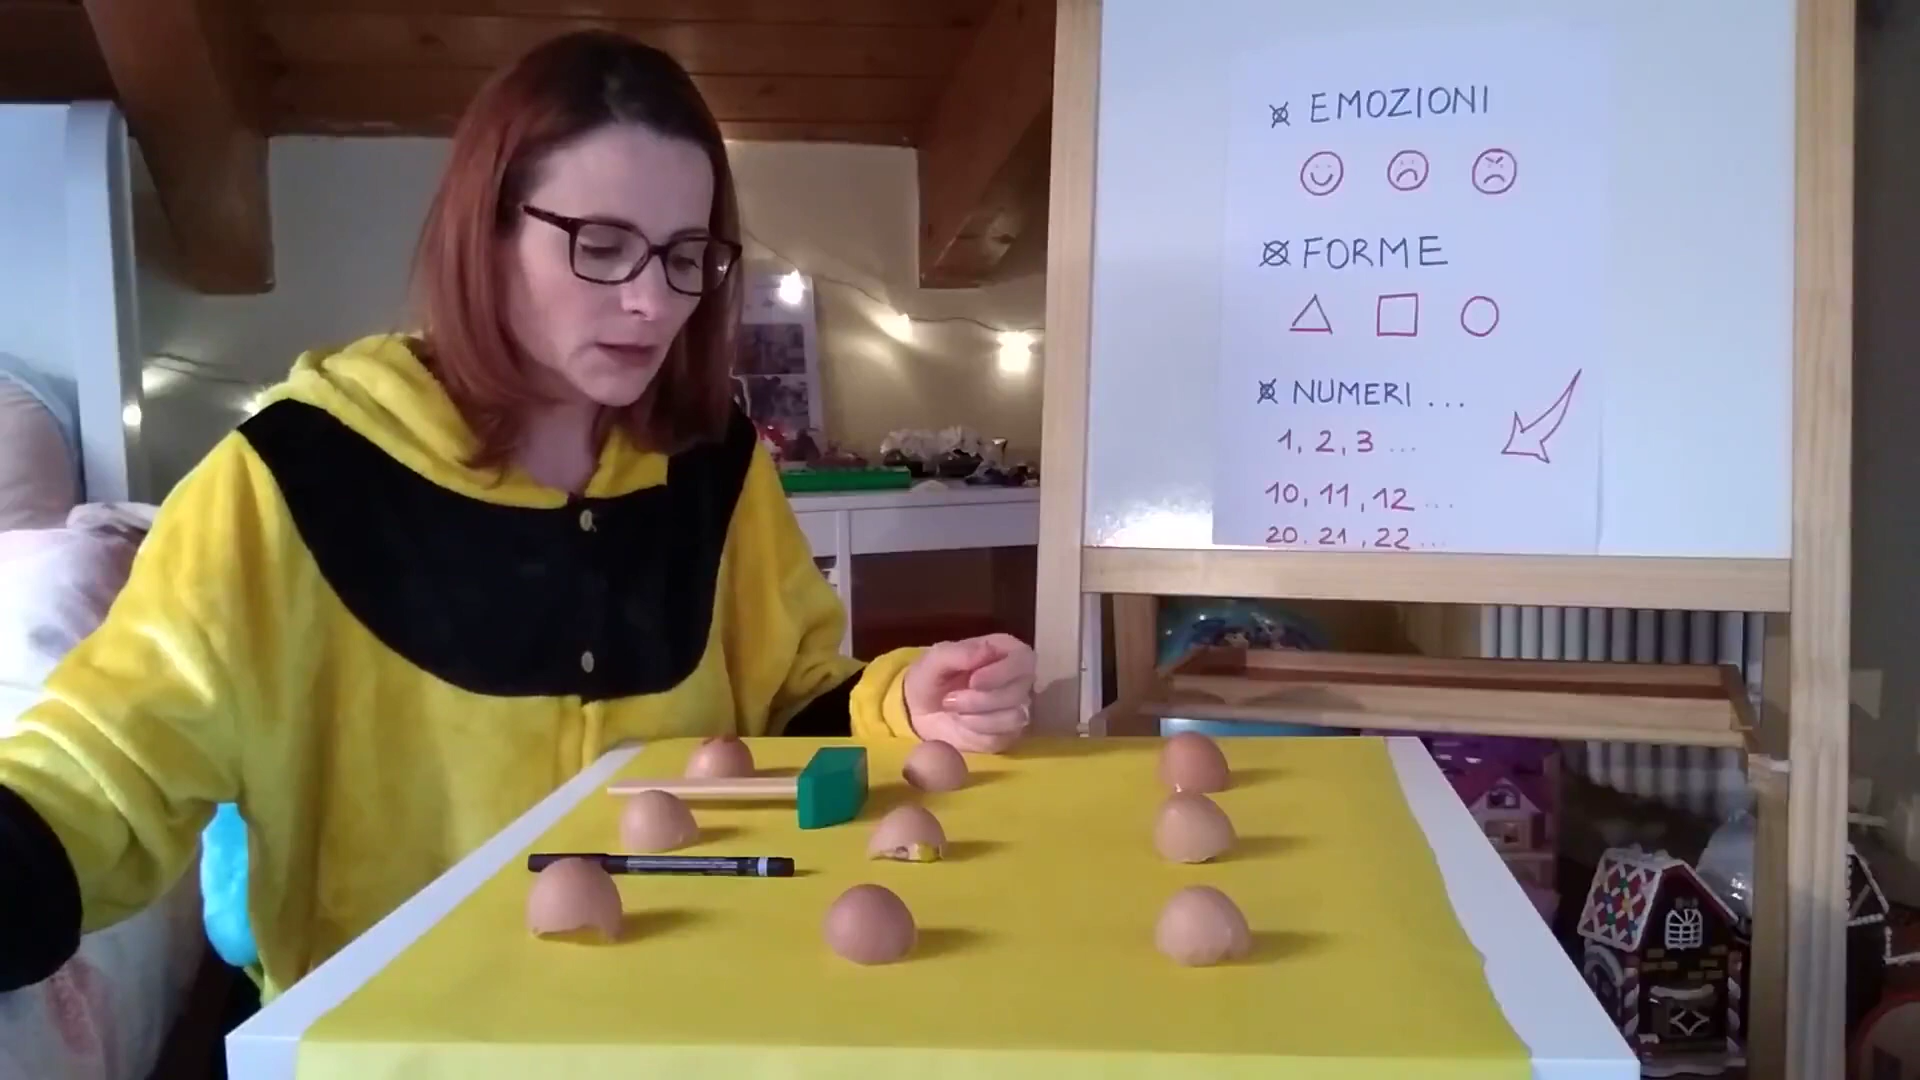 EMOZIONI
FORME
NUMERI ...
1, 2, 3 ...
10, 11, 12 ...
20, 21, 22 ...